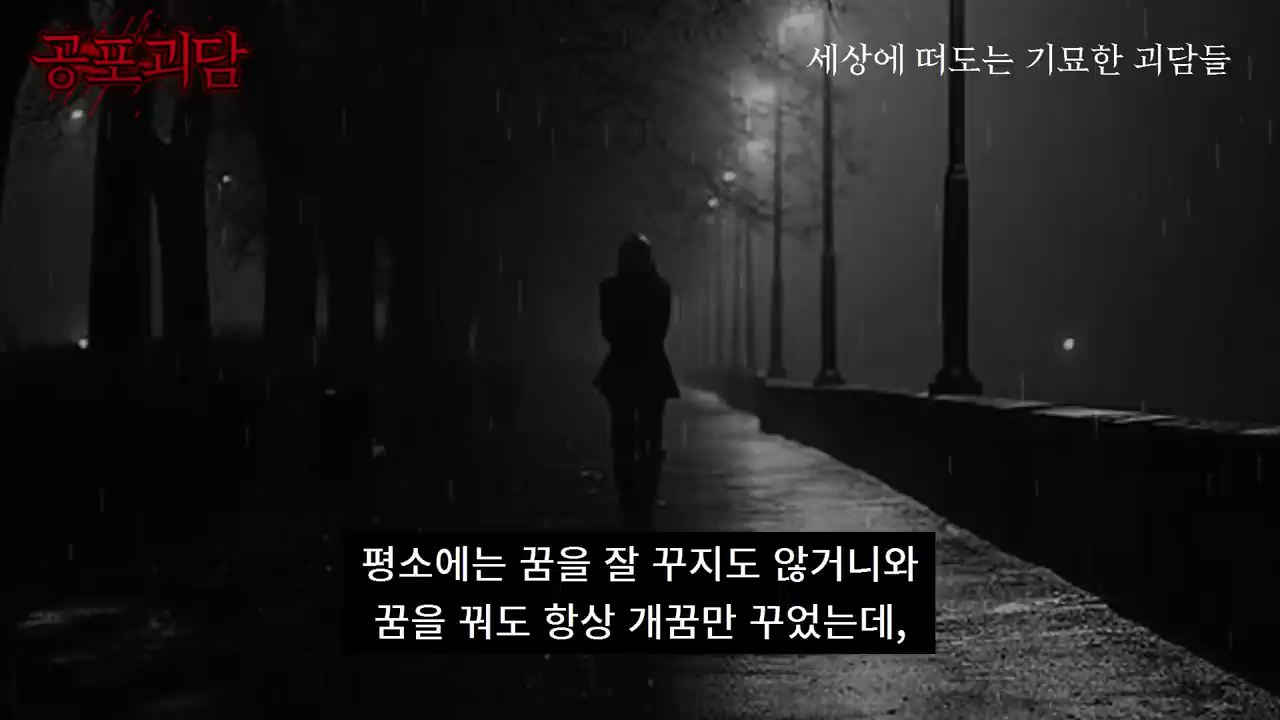 공포괴담
세상에 떠도는 기묘한 괴담들
평소에는 꿈을 잘 꾸지도 않거니와
꿈을 꿔도 항상 개꿈만 꾸었는데,